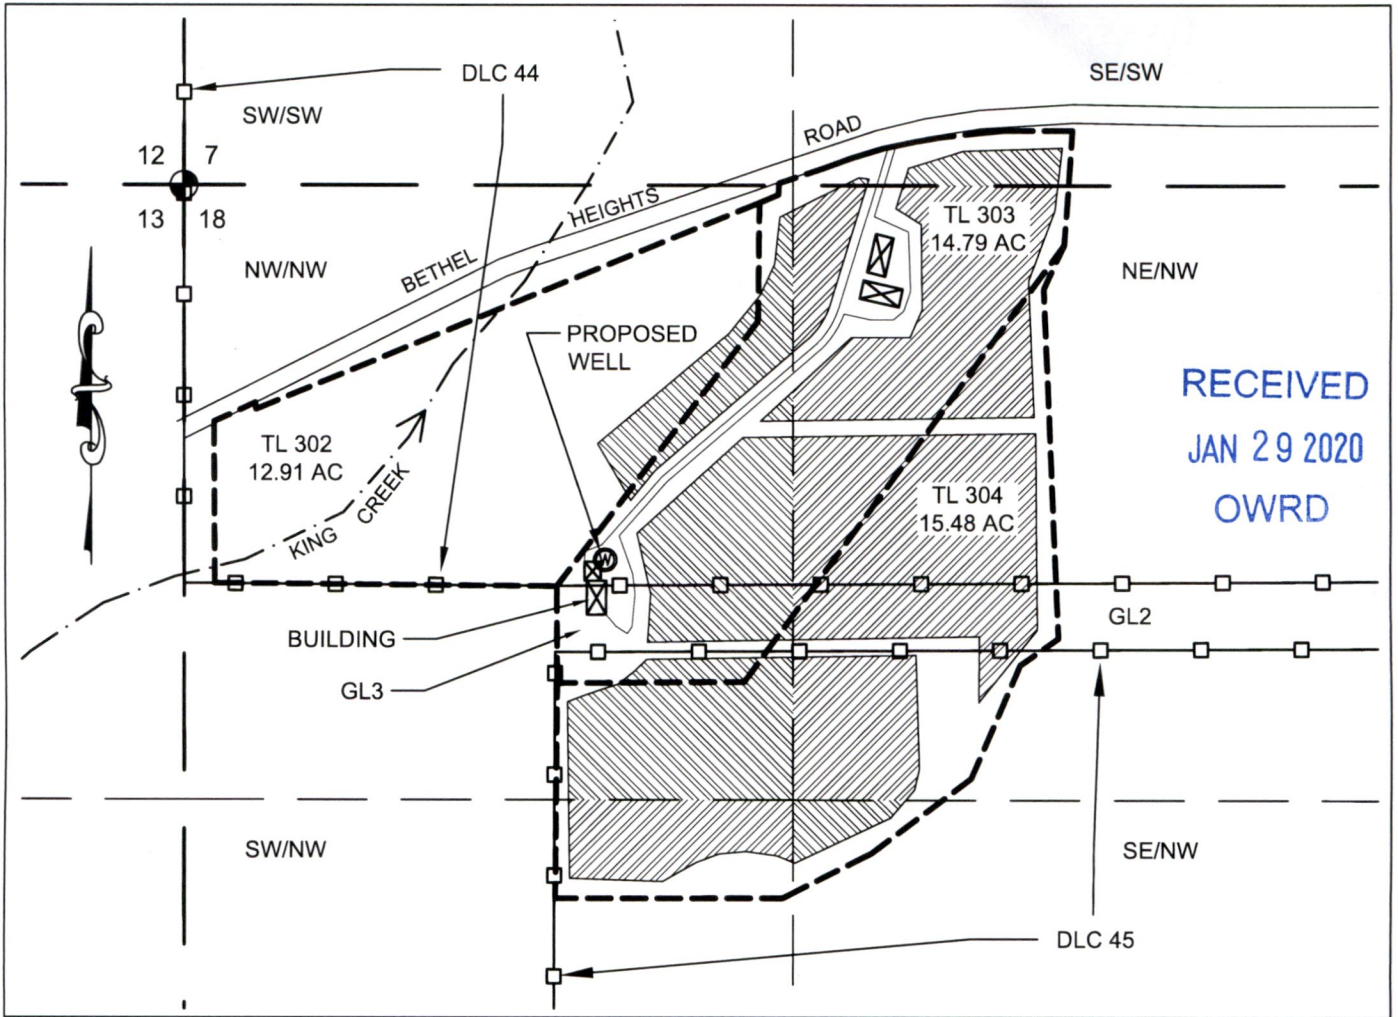 DLC 44
SE/SW
SW/SW
12 7
13 18
BETHEL HEIGHTS ROAD
NW/NW
TL 303
14.79 AC
NE/NW
PROPOSED
WELL
W
RECEIVED
JAN 29 2020
OWRD
TL 302
12.91 AC
KING CREEK
TL 304
15.48 AC
BUILDING
GL2
GL3
SW/NW
SE/NW
DLC 45